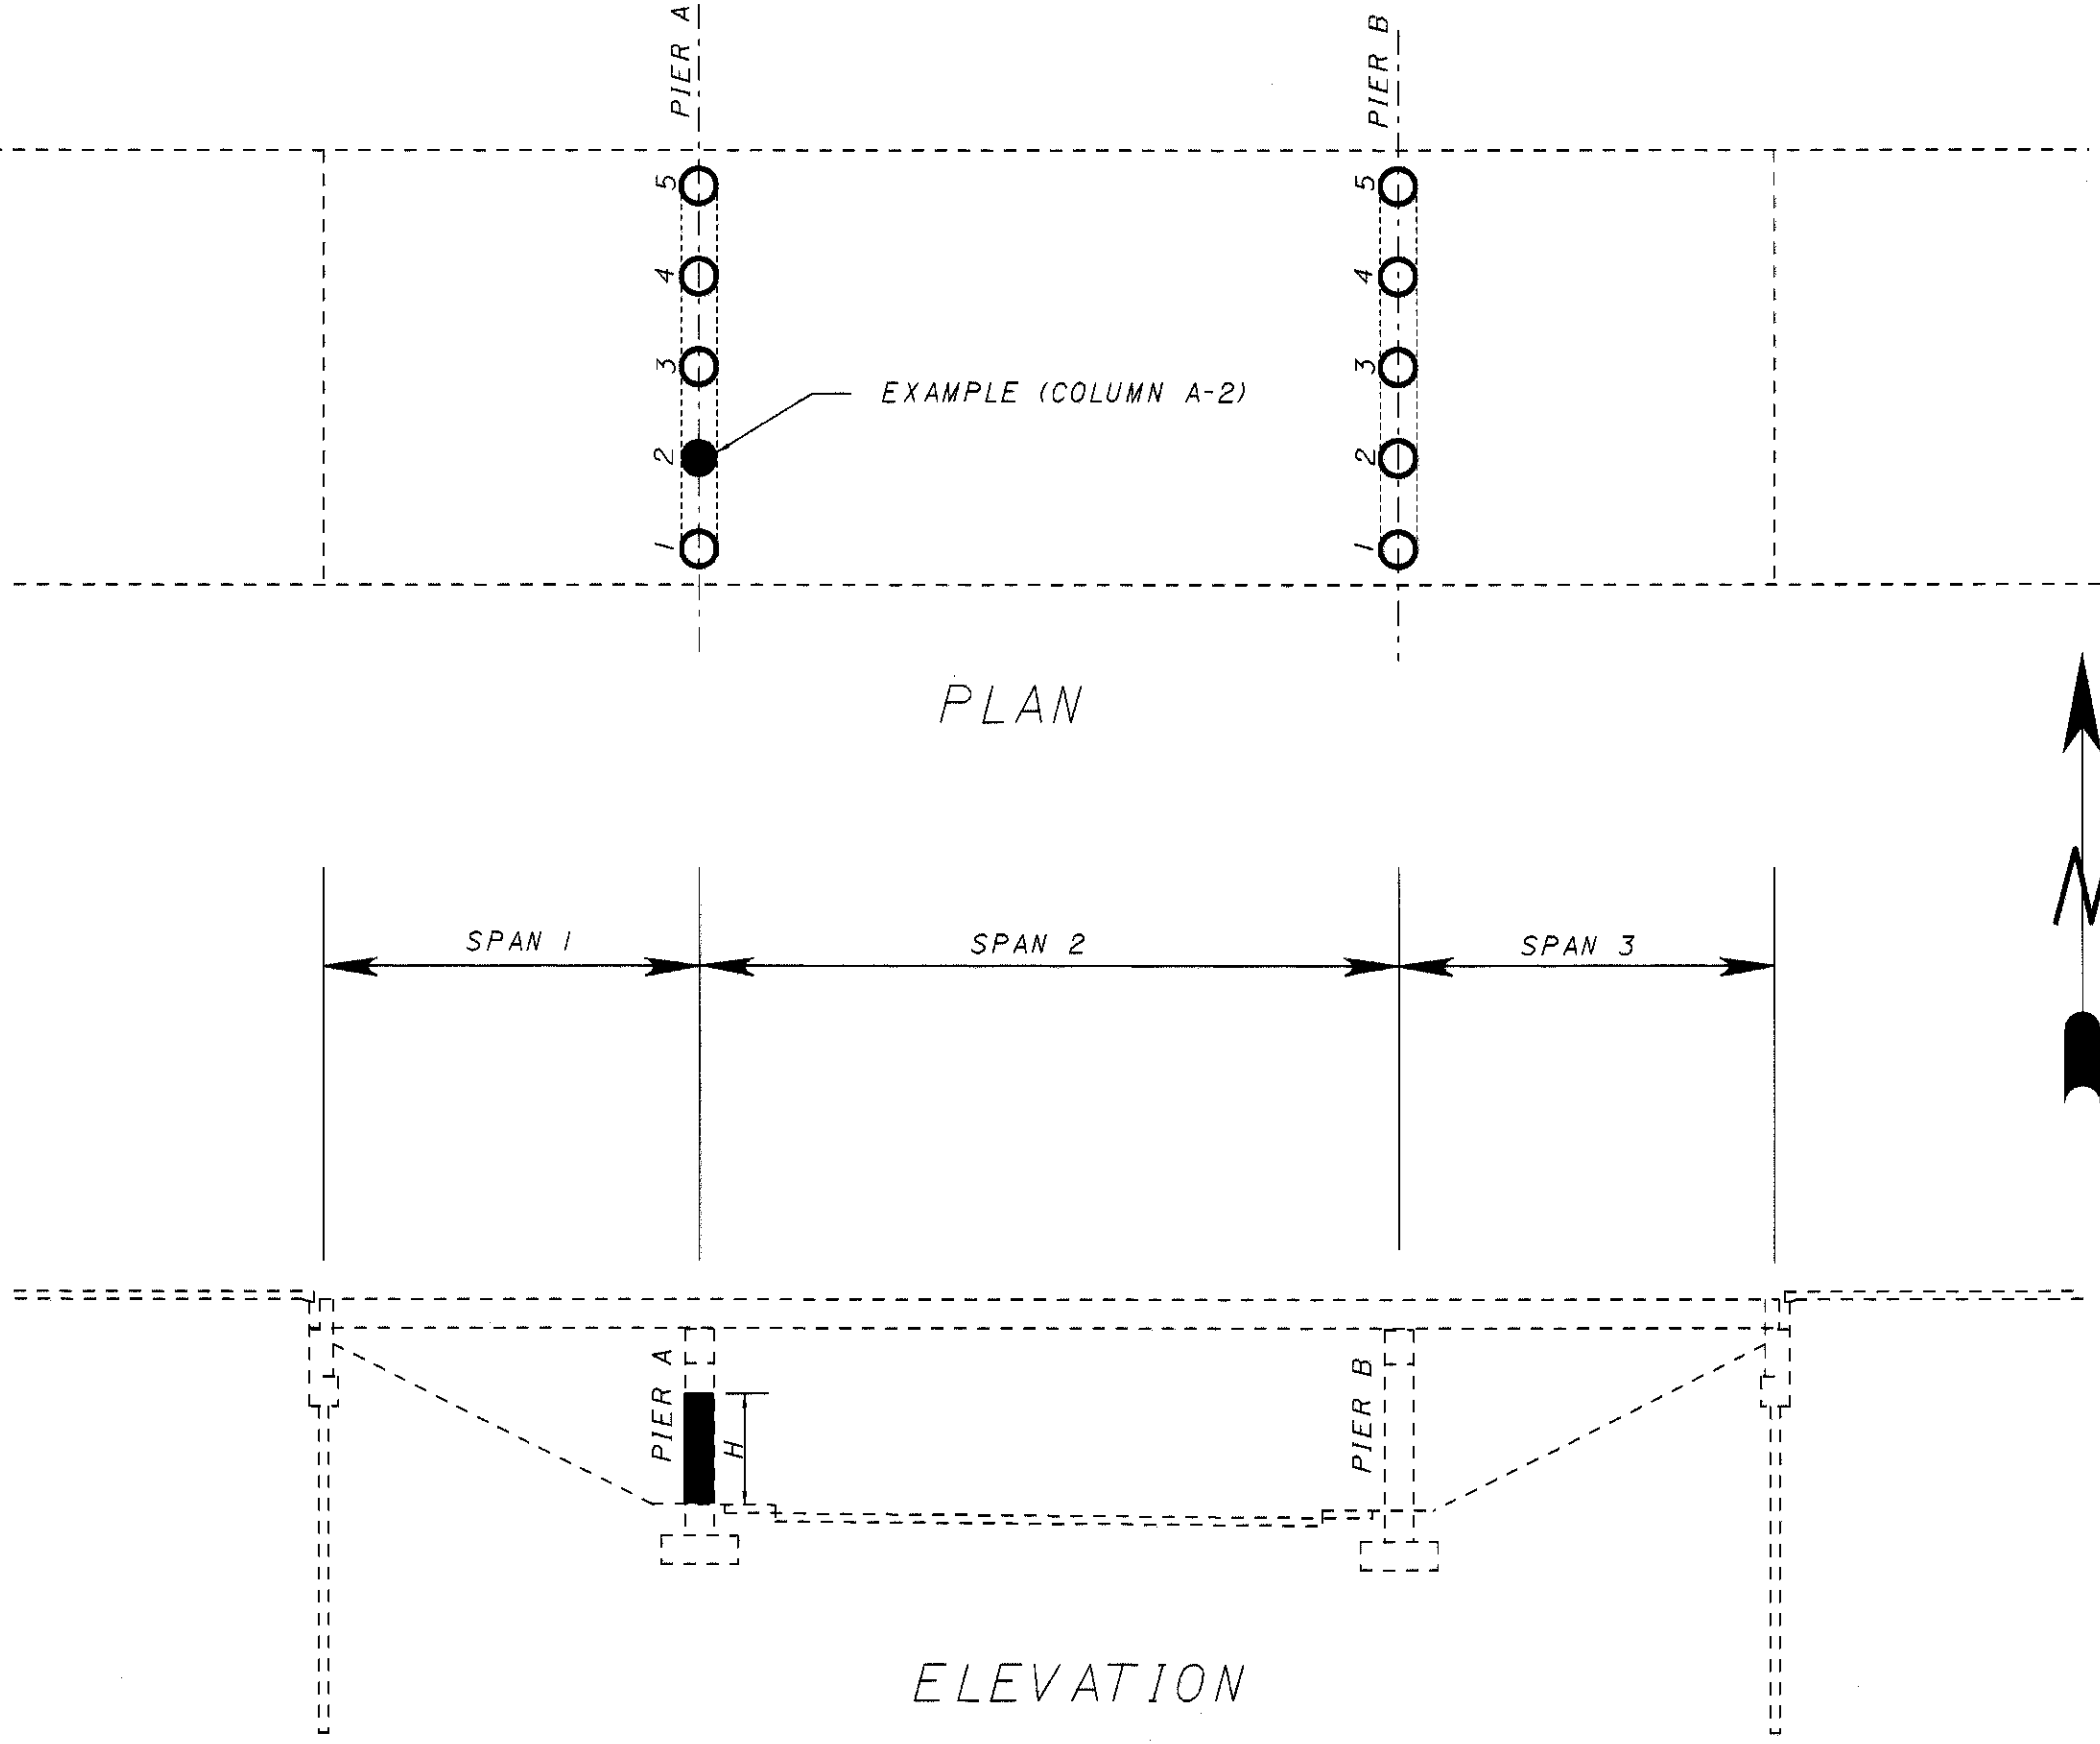 PIER A
PIER B
5
5
4
4
3
3
EXAMPLE (COLUMN A-2)
2
2
1
1
PLAN
N
SPAN 1
SPAN 2
SPAN 3
PIER A
H
PIER B
ELEVATION